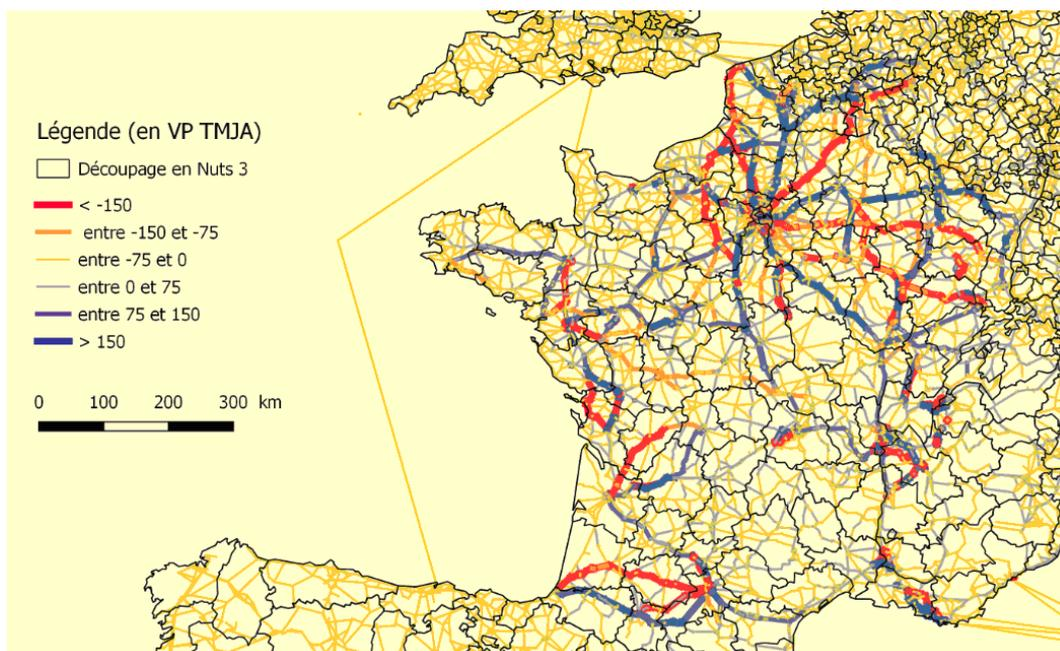 Légende (en VP TMJA)
Découpage en Nuts 3
< -150
entre -150 et -75
entre -75 et 0
entre 0 et 75
entre 75 et 150
> 150
0 100 200 300 km